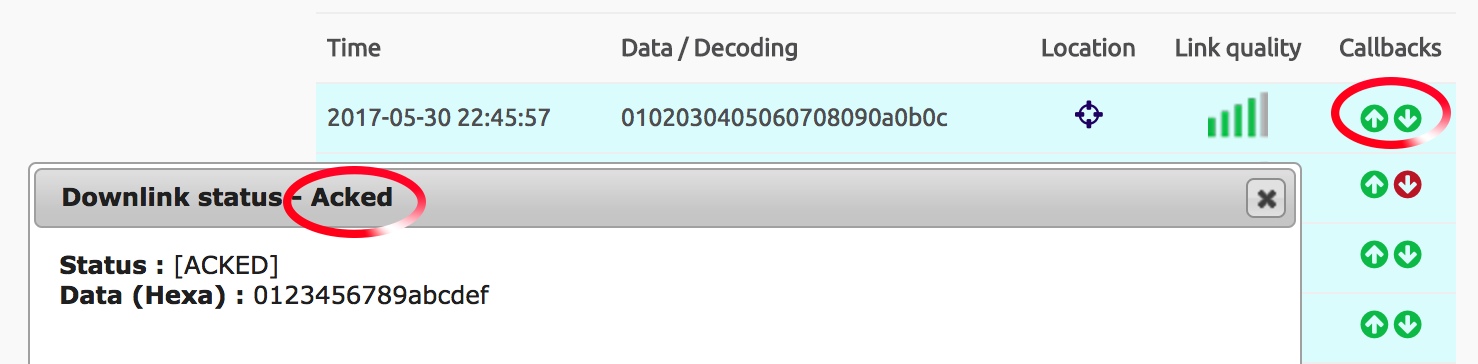 Time Data / Decoding Location Link quality Callbacks
2017-05-30 22:45:57 0102030405060708090a0b0c
Downlink status - Acked
Status : [ACKED]
Data (Hexa) : 0123456789abcdef